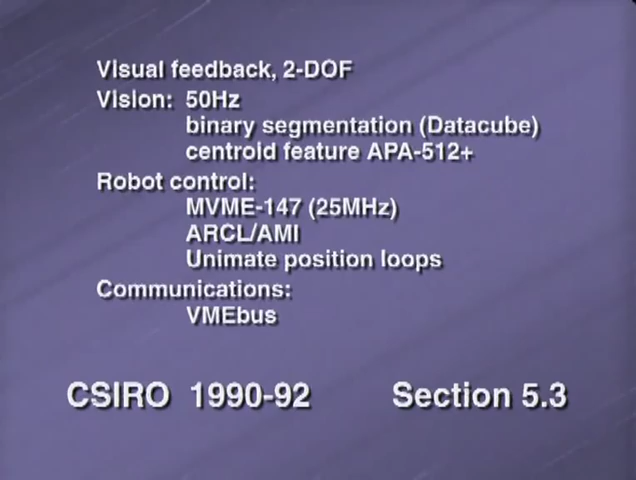 Visual feedback, 2-DOF
Vision: 50Hz
binary segmentation (Datacube)
centroid feature APA-512+
Robot control:
MVME-147 (25MHz)
ARCL/AMI
Unimate position loops
Communications:
VMEbus
CSIRO 1990-92 Section 5.3